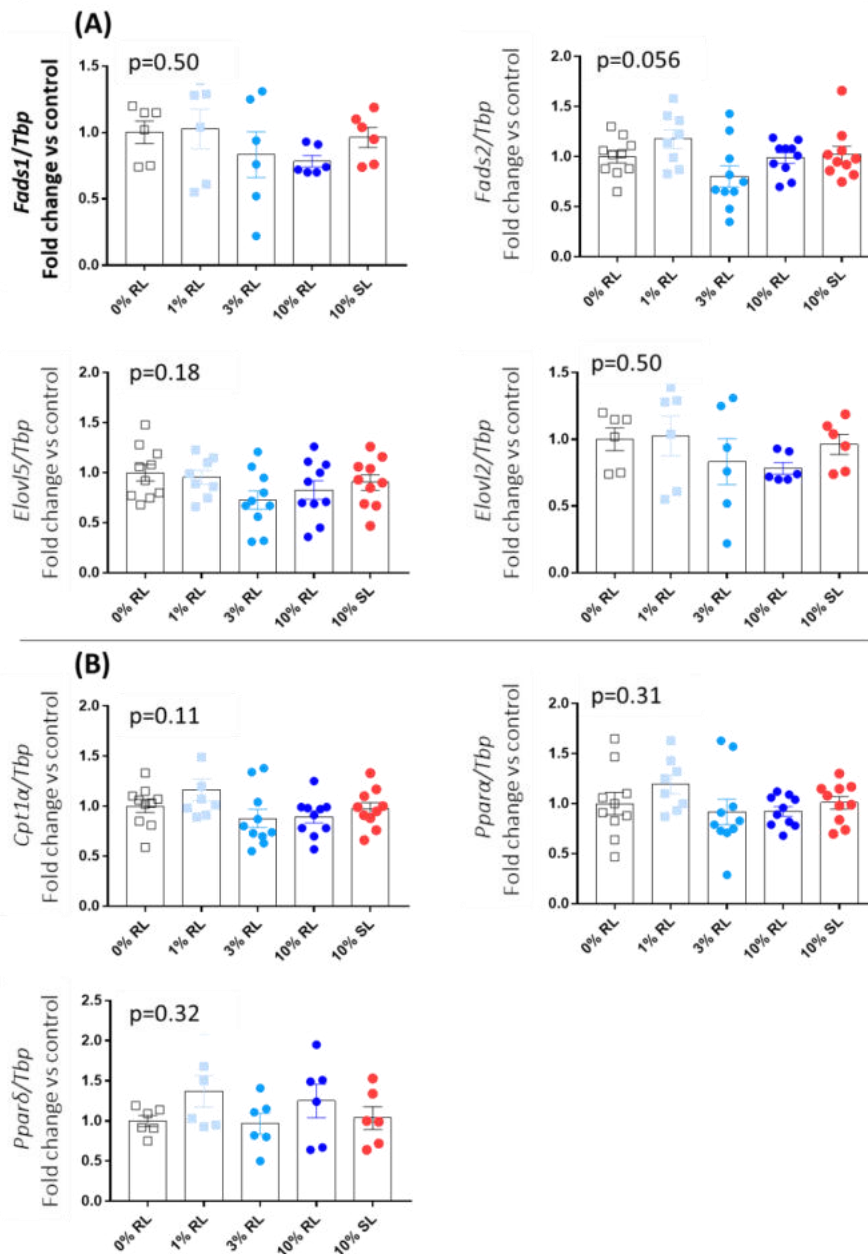 (A)
Fads1/Tbp
Fold change vs control
p=0.50
1.5
1.0
0.5
0.0
0% RL
1% RL
3% RL
10% RL
10% SL
Fads2/Tbp
Fold change vs control
p=0.056
2.0
1.5
1.0
0.5
0.0
0% RL
1% RL
3% RL
10% RL
10% SL
Elovl5/Tbp
Fold change vs control
p=0.18
2.0
1.5
1.0
0.5
0.0
0% RL
1% RL
3% RL
10% RL
10% SL
Elovl2/Tbp
Fold change vs control
p=0.50
1.5
1.0
0.5
0.0
0% RL
1% RL
3% RL
10% RL
10% SL
(B)
Cpt1α/Tbp
Fold change vs control
p=0.11
2.0
1.5
1.0
0.5
0.0
0% RL
1% RL
3% RL
10% RL
10% SL
Pparα/Tbp
Fold change vs control
p=0.31
2.0
1.5
1.0
0.5
0.0
0% RL
1% RL
3% RL
10% RL
10% SL
Pparδ/Tbp
Fold change vs control
p=0.32
2.5
2.0
1.5
1.0
0.5
0.0
0% RL
1% RL
3% RL
10% RL
10% SL